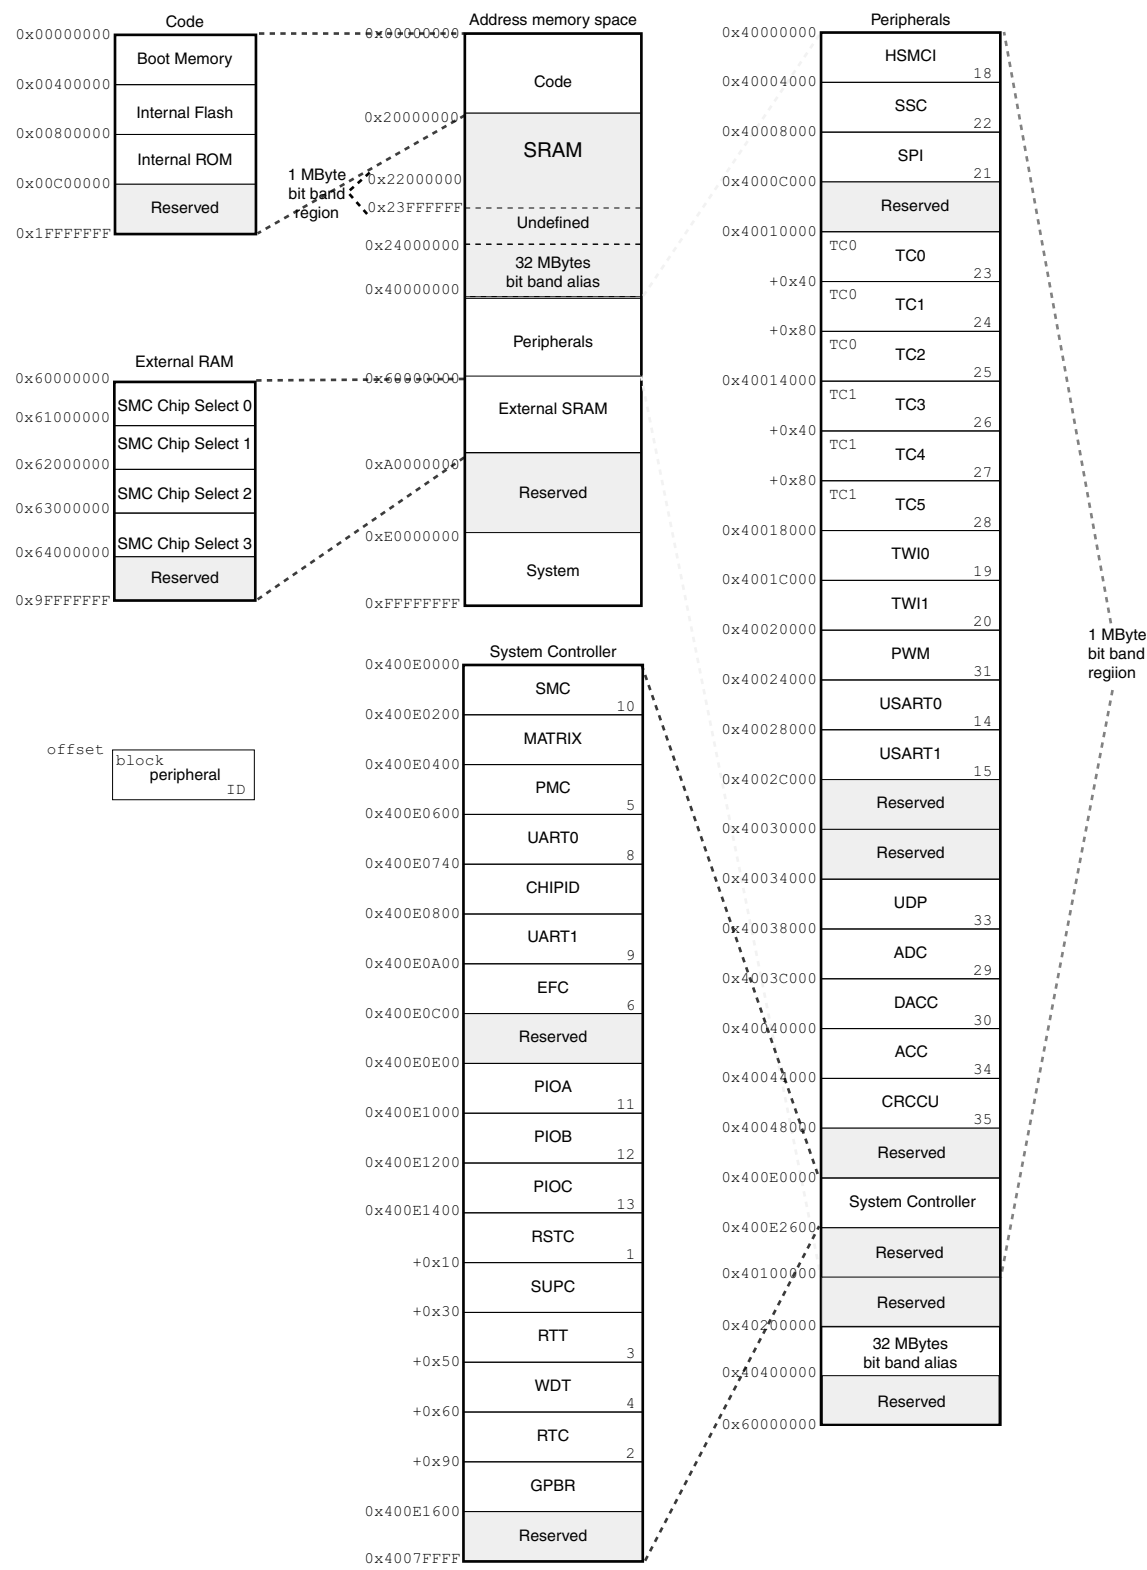 Code
0x00000000
Boot Memory
0x00400000
Internal Flash
0x00800000
Internal ROM
0x00C00000
Reserved
0x1FFFFFFF
1 MByte
bit band
region
External RAM
0x60000000
SMC Chip Select 0
0x61000000
SMC Chip Select 1
0x62000000
SMC Chip Select 2
0x63000000
SMC Chip Select 3
0x64000000
Reserved
0x9FFFFFFF
offset
block
peripheral
ID
Address memory space
0x00000000
Code
0x20000000
SRAM
0x22000000
0x23FFFFFF
Undefined
0x24000000
32 MBytes
bit band alias
0x40000000
Peripherals
0x60000000
External SRAM
0xA0000000
Reserved
0xE0000000
System
0xFFFFFFFF
System Controller
0x400E0000
SMC
10
0x400E0200
MATRIX
0x400E0400
PMC
5
0x400E0600
UART0
8
0x400E0740
CHIPID
0x400E0800
UART1
9
0x400E0A00
EFC
6
0x400E0C00
Reserved
0x400E0E00
PIOA
11
0x400E1000
PIOB
12
0x400E1200
PIOC
13
0x400E1400
RSTC
1
+0x10
SUPC
+0x30
RTT
3
+0x50
WDT
4
+0x60
RTC
2
+0x90
GPBR
0x400E1600
Reserved
0x4007FFFF
Peripherals
0x40000000
HSMCI
18
0x40004000
SSC
22
0x40008000
SPI
21
0x4000C000
Reserved
0x40010000
TC0
TC0
23
+0x40
TC0
TC1
24
+0x80
TC0
TC2
25
0x40014000
TC1
TC3
26
+0x40
TC1
TC4
27
+0x80
TC1
TC5
28
0x40018000
TWI0
19
0x4001C000
TWI1
20
0x40020000
PWM
31
0x40024000
USART0
14
0x40028000
USART1
15
0x4002C000
Reserved
0x40030000
Reserved
0x40034000
UDP
33
0x40038000
ADC
29
0x4003C000
DACC
30
0x40040000
ACC
34
0x40044000
CRCCU
35
0x40048000
Reserved
0x400E0000
System Controller
0x400E2600
Reserved
0x40100000
Reserved
0x40200000
32 MBytes
bit band alias
0x40400000
Reserved
0x60000000
1 MByte
bit band
regiion